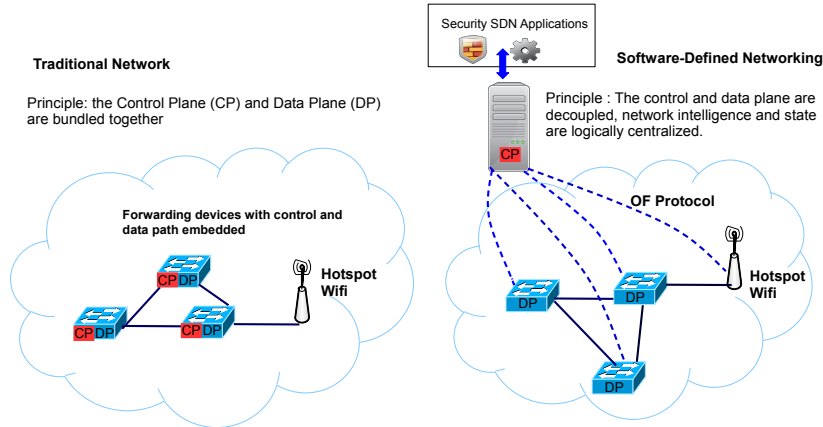 Traditional Network
Principle: the Control Plane (CP) and Data Plane (DP)
are bundled together
Forwarding devices with control and
data path embedded
CP DP
CP DP
CP DP
Hotspot
Wifi
Security SDN Applications
Software-Defined Networking
Principle : The control and data plane are
decoupled, network intelligence and state
are logically centralized.
CP
OF Protocol
DP
DP
DP
Hotspot
Wifi